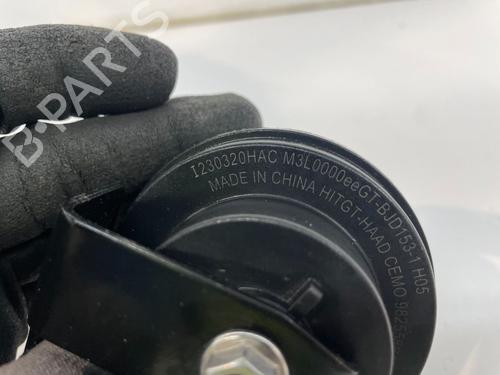 B-PARTS
I230320HAC M3L0000eeGT-BJD153-1 H05
MADE IN CHINA HITGT-HAAD CEMO